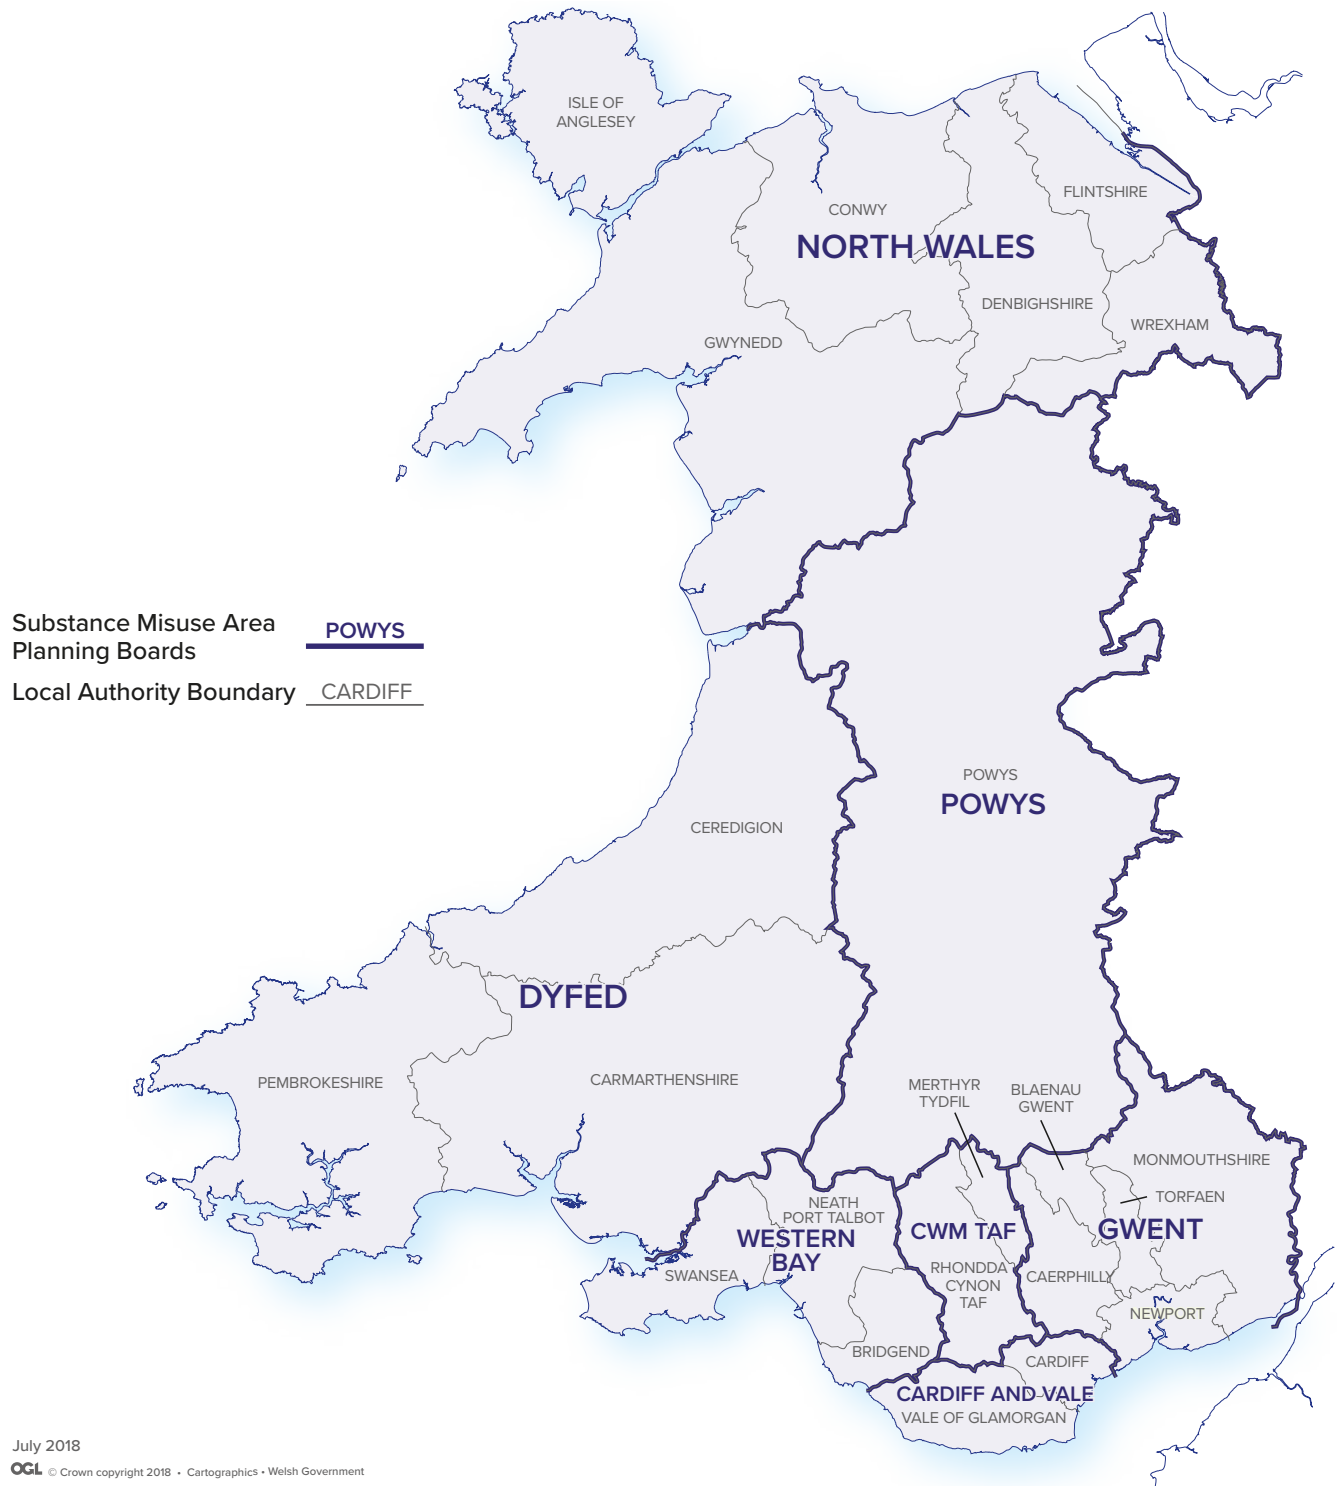 ISLE OF
ANGLESEY
FLINTSHIRE
CONWY
NORTH WALES
DENBIGHSHIRE
WREXHAM
GWYNEDD
Substance Misuse Area
Planning Boards
POWYS
Local Authority Boundary
CARDIFF
POWYS
POWYS
CEREDIGION
DYFED
PEMBROKESHIRE
CARMARTHENSHIRE
MERTHYR
TYDFIL
BLAENAU
GWENT
MONMOUTHSHIRE
TORFAEN
NEATH
PORT TALBOT
WESTERN
BAY
CWM TAF
GWENT
SWANSEA
RHONDDA
CYNON
TAF
CAERPHILLY
NEWPORT
BRIDGEND
CARDIFF
CARDIFF AND VALE
VALE OF GLAMORGAN
July 2018
OGL © Crown copyright 2018 • Cartographics • Welsh Government